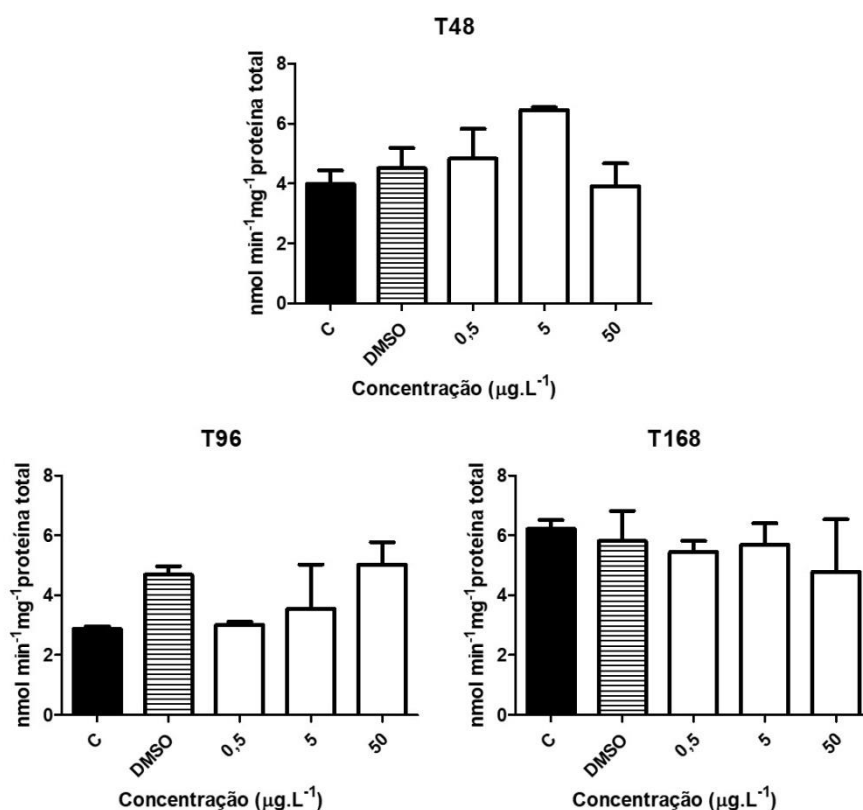 T48
nmol min⁻¹mg⁻¹proteína total
8
6
4
2
0
C
DMSO
0,5
5
50
Concentração (µg.L⁻¹)
T96
nmol min⁻¹mg⁻¹proteína total
8
6
4
2
0
C
DMSO
0,5
5
50
Concentração (µg.L⁻¹)
T168
nmol min⁻¹mg⁻¹proteína total
8
6
4
2
0
C
DMSO
0,5
5
50
Concentração (µg.L⁻¹)